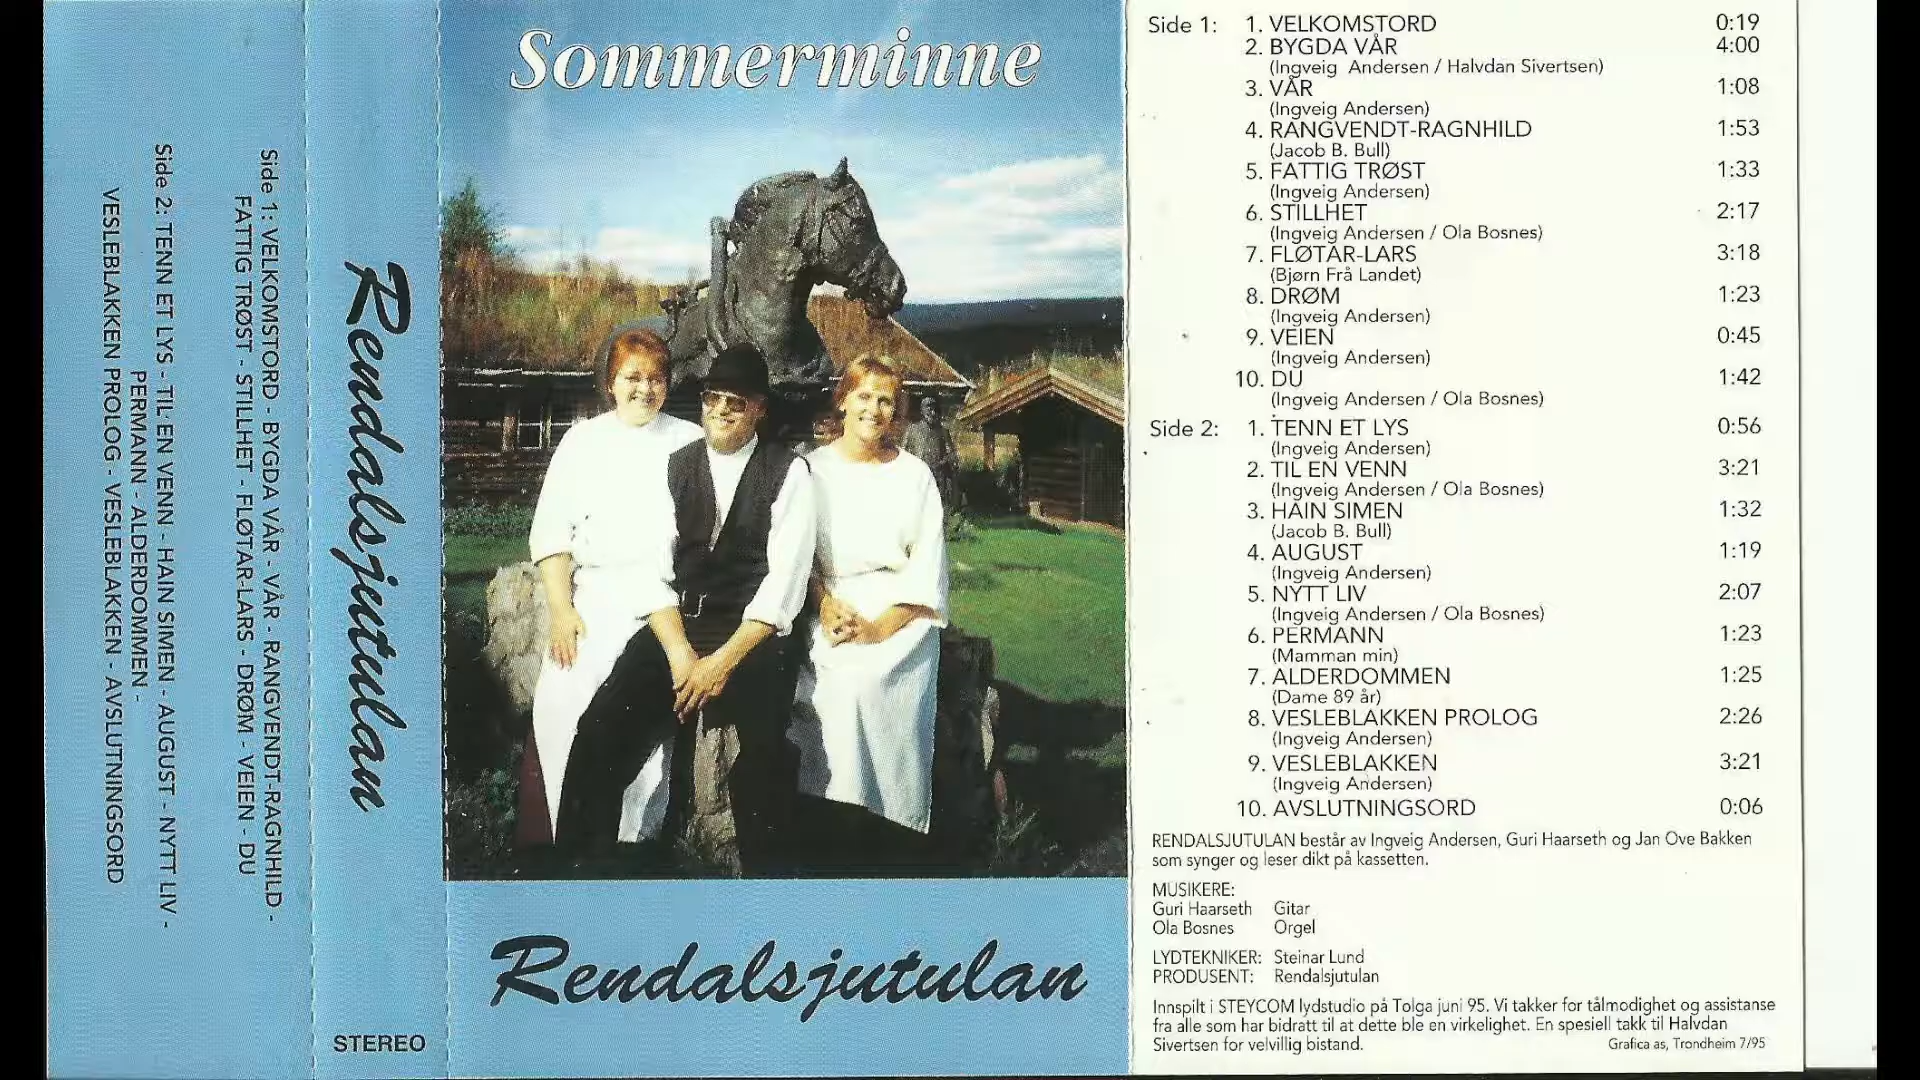 Side 1: VELKOMSTORD - BYGDA VÅR - VÅR - RANGVENDT-RAGNHILD -
FATTIG TRØST - STILLHET - FLØTAR-LARS - DRØM - VEIEN - DU
Side 2: TENN ET LYS - TIL EN VENN - HAIN SIMEN - AUGUST - NYTT LIV -
PERMANN - ALDERDOMMEN -
VESLEBLAKKEN PROLOG - VESLEBLAKKEN - AVSLUTNINGSORD
Rendalsjutulan
STEREO
Sommerminne
Rendalsjutulan
Side 1: 1. VELKOMSTORD 0:19
2. BYGDA VÅR 4:00
(Ingveig Andersen / Halvdan Sivertsen)
3. VÅR 1:08
(Ingveig Andersen)
4. RANGVENDT-RAGNHILD 1:53
(Jacob B. Bull)
5. FATTIG TRØST 1:33
(Ingveig Andersen)
6. STILLHET 2:17
(Ingveig Andersen / Ola Bosnes)
7. FLØTAR-LARS 3:18
(Bjørn Frå Landet)
8. DRØM 1:23
(Ingveig Andersen)
9. VEIEN 0:45
(Ingveig Andersen)
10. DU 1:42
(Ingveig Andersen / Ola Bosnes)
Side 2: 1. TENN ET LYS 0:56
(Ingveig Andersen)
2. TIL EN VENN 3:21
(Ingveig Andersen / Ola Bosnes)
3. HAIN SIMEN 1:32
(Jacob B. Bull)
4. AUGUST 1:19
(Ingveig Andersen)
5. NYTT LIV 2:07
(Ingveig Andersen / Ola Bosnes)
6. PERMANN 1:23
(Mamman min)
7. ALDERDOMMEN 1:25
(Dame 89 år)
8. VESLEBLAKKEN PROLOG 2:26
(Ingveig Andersen)
9. VESLEBLAKKEN 3:21
(Ingveig Andersen)
10. AVSLUTNINGSORD 0:06
RENDALSJUTULAN består av Ingveig Andersen, Guri Haarseth og Jan Ove Bakken
som synger og leser dikt på kassetten.
MUSIKERE:
Guri Haarseth Gitar
Ola Bosnes Orgel
LYDTEKNIKER: Steinar Lund
PRODUSENT: Rendalsjutulan
Innspilt i STEYCOM lydstudio på Tolga juni 95. Vi takker for tålmodighet og assistanse
fra alle som har bidratt til at dette ble en virkelighet. En spesiell takk til Halvdan
Sivertsen for velvillig bistand. Grafica as, Trondheim 7/95